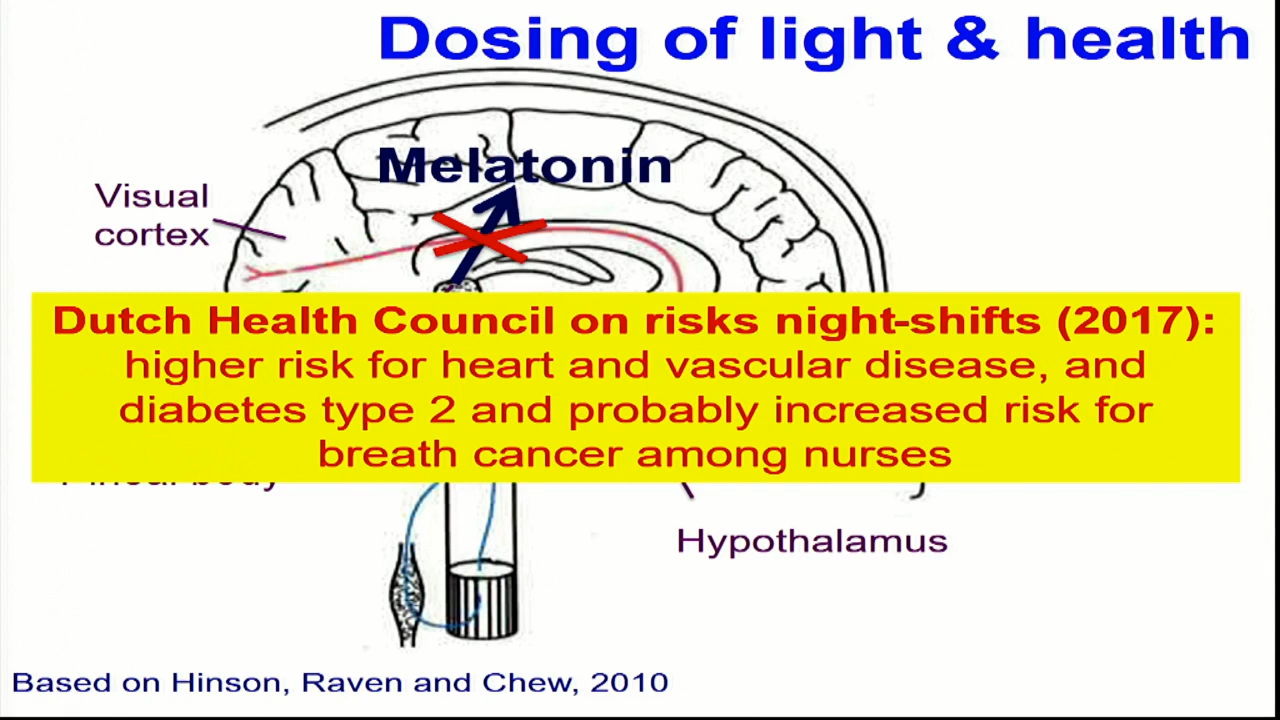 Dosing of light & health
Melatonin
Visual
cortex
Dutch Health Council on risks night-shifts (2017):
higher risk for heart and vascular disease, and
diabetes type 2 and probably increased risk for
breath cancer among nurses
body
Hypothalamus
Based on Hinson, Raven and Chew, 2010